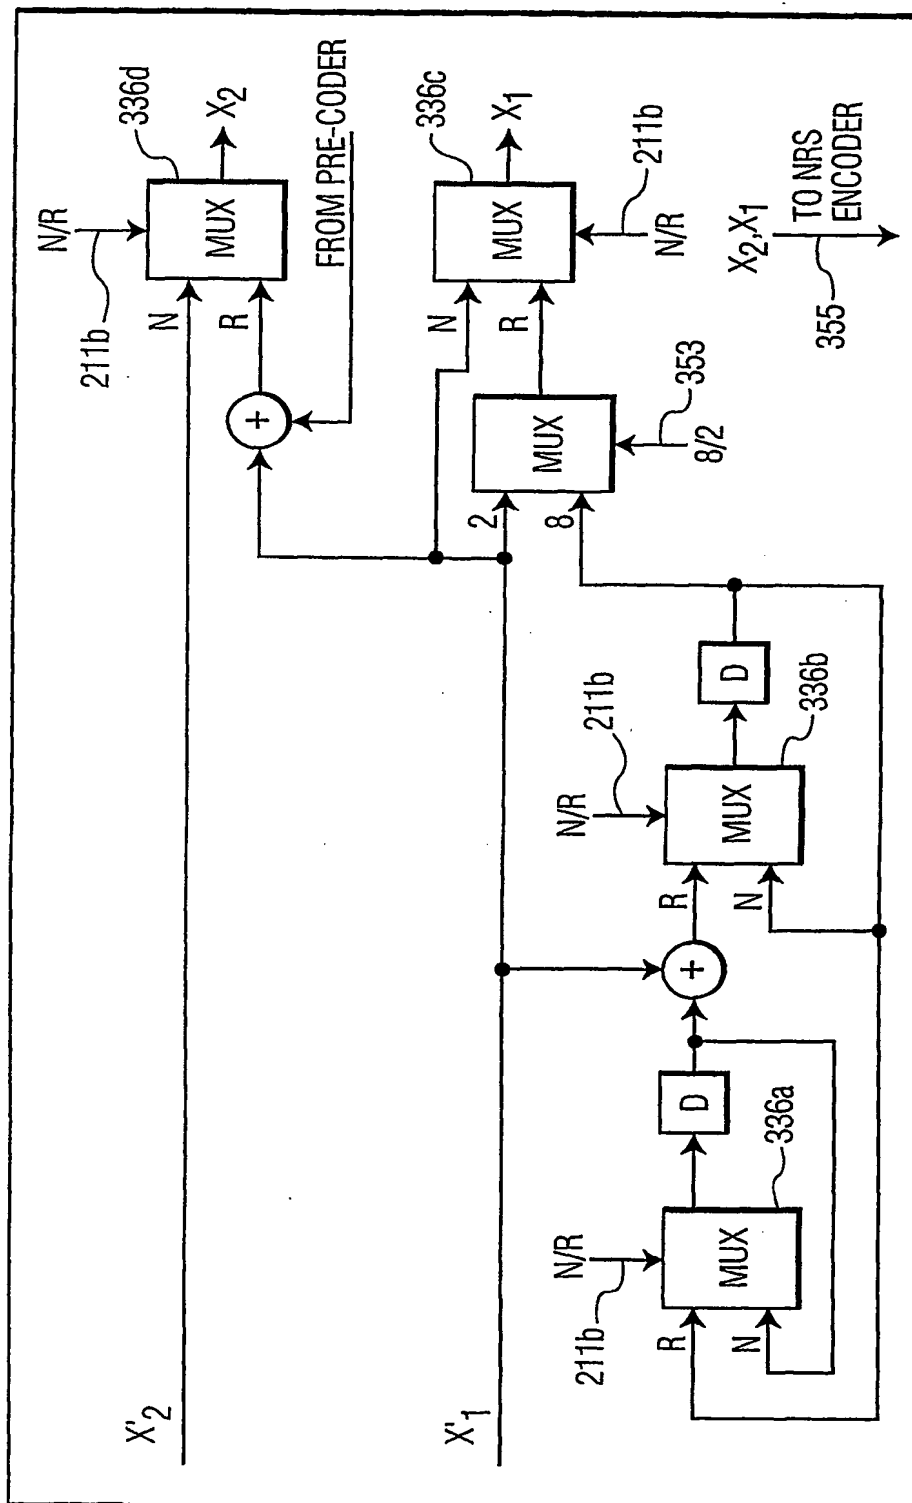 X'2
N/R
211b
N
R
MUX
336d
X2
+
FROM PRE-CODER
X'1
2
8
MUX
353
8/2
N
R
MUX
336c
X1
211b
N/R
N/R
211b
R
N
MUX
336a
D
+
N/R
211b
R
N
MUX
336b
D
X2,X1
TO NRS
ENCODER
355